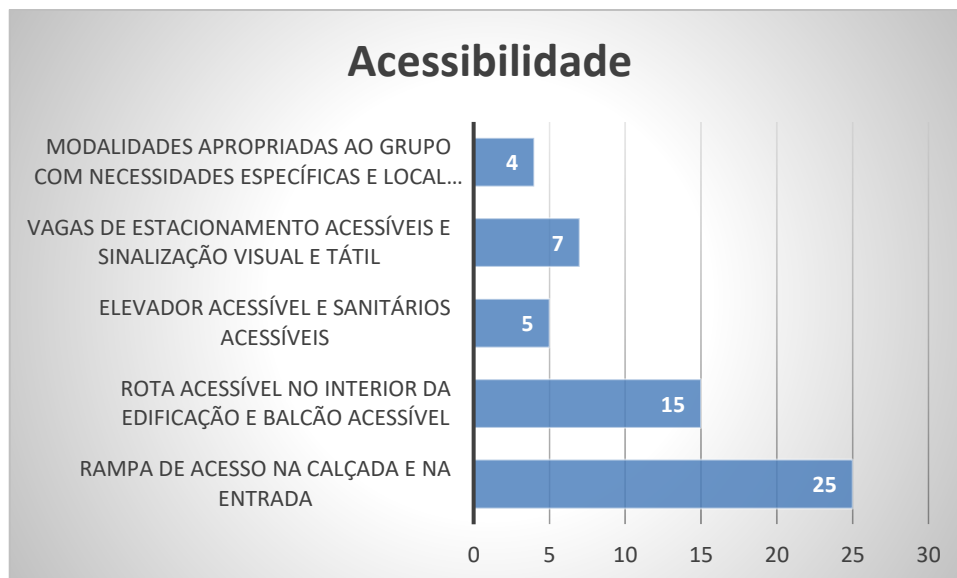 Acessibilidade
MODALIDADES APROPRIADAS AO GRUPO
COM NECESSIDADES ESPECÍFICAS E LOCAL...
4
VAGAS DE ESTACIONAMENTO ACESSÍVEIS E
SINALIZAÇÃO VISUAL E TÁTIL
7
ELEVADOR ACESSÍVEL E SANITÁRIOS
ACESSÍVEIS
5
ROTA ACESSÍVEL NO INTERIOR DA
EDIFICAÇÃO E BALCÃO ACESSÍVEL
15
RAMPA DE ACESSO NA CALÇADA E NA
ENTRADA
25
0 5 10 15 20 25 30